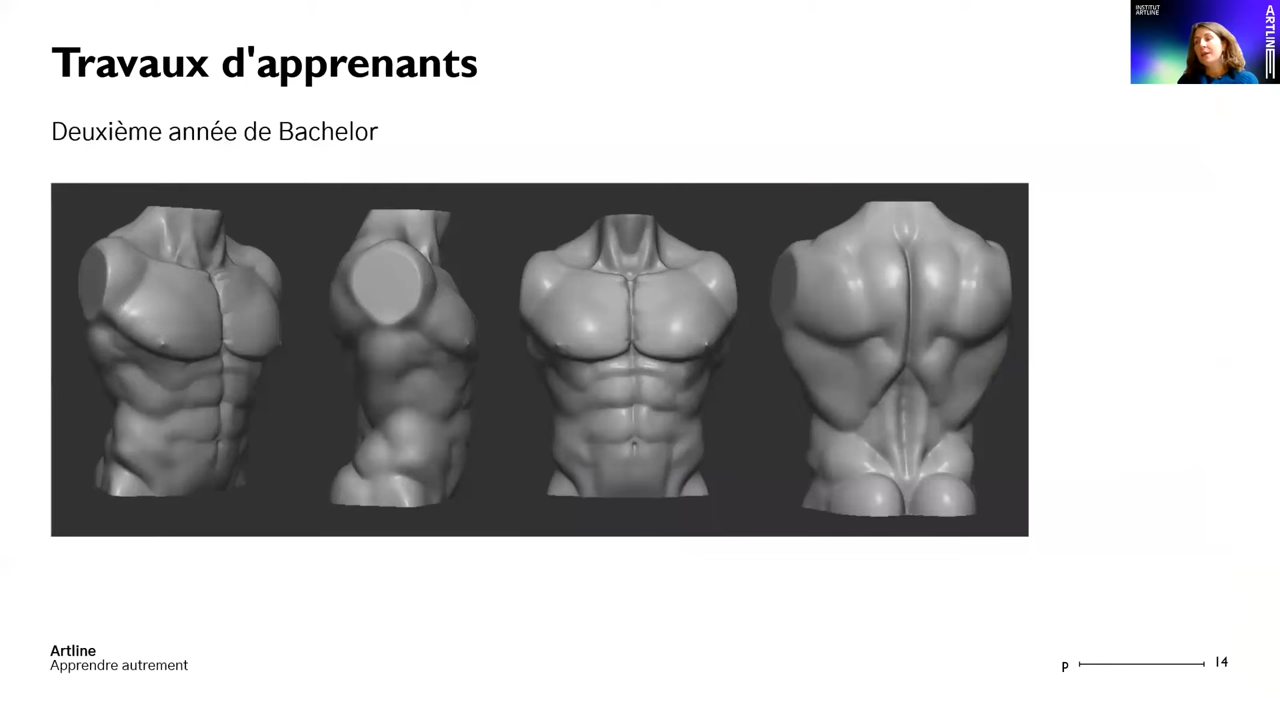 Travaux d'apprenants
Deuxième année de Bachelor
INSTITUT
ARTLINE
ARTLINE
Artline
Apprendre autrement
P 14